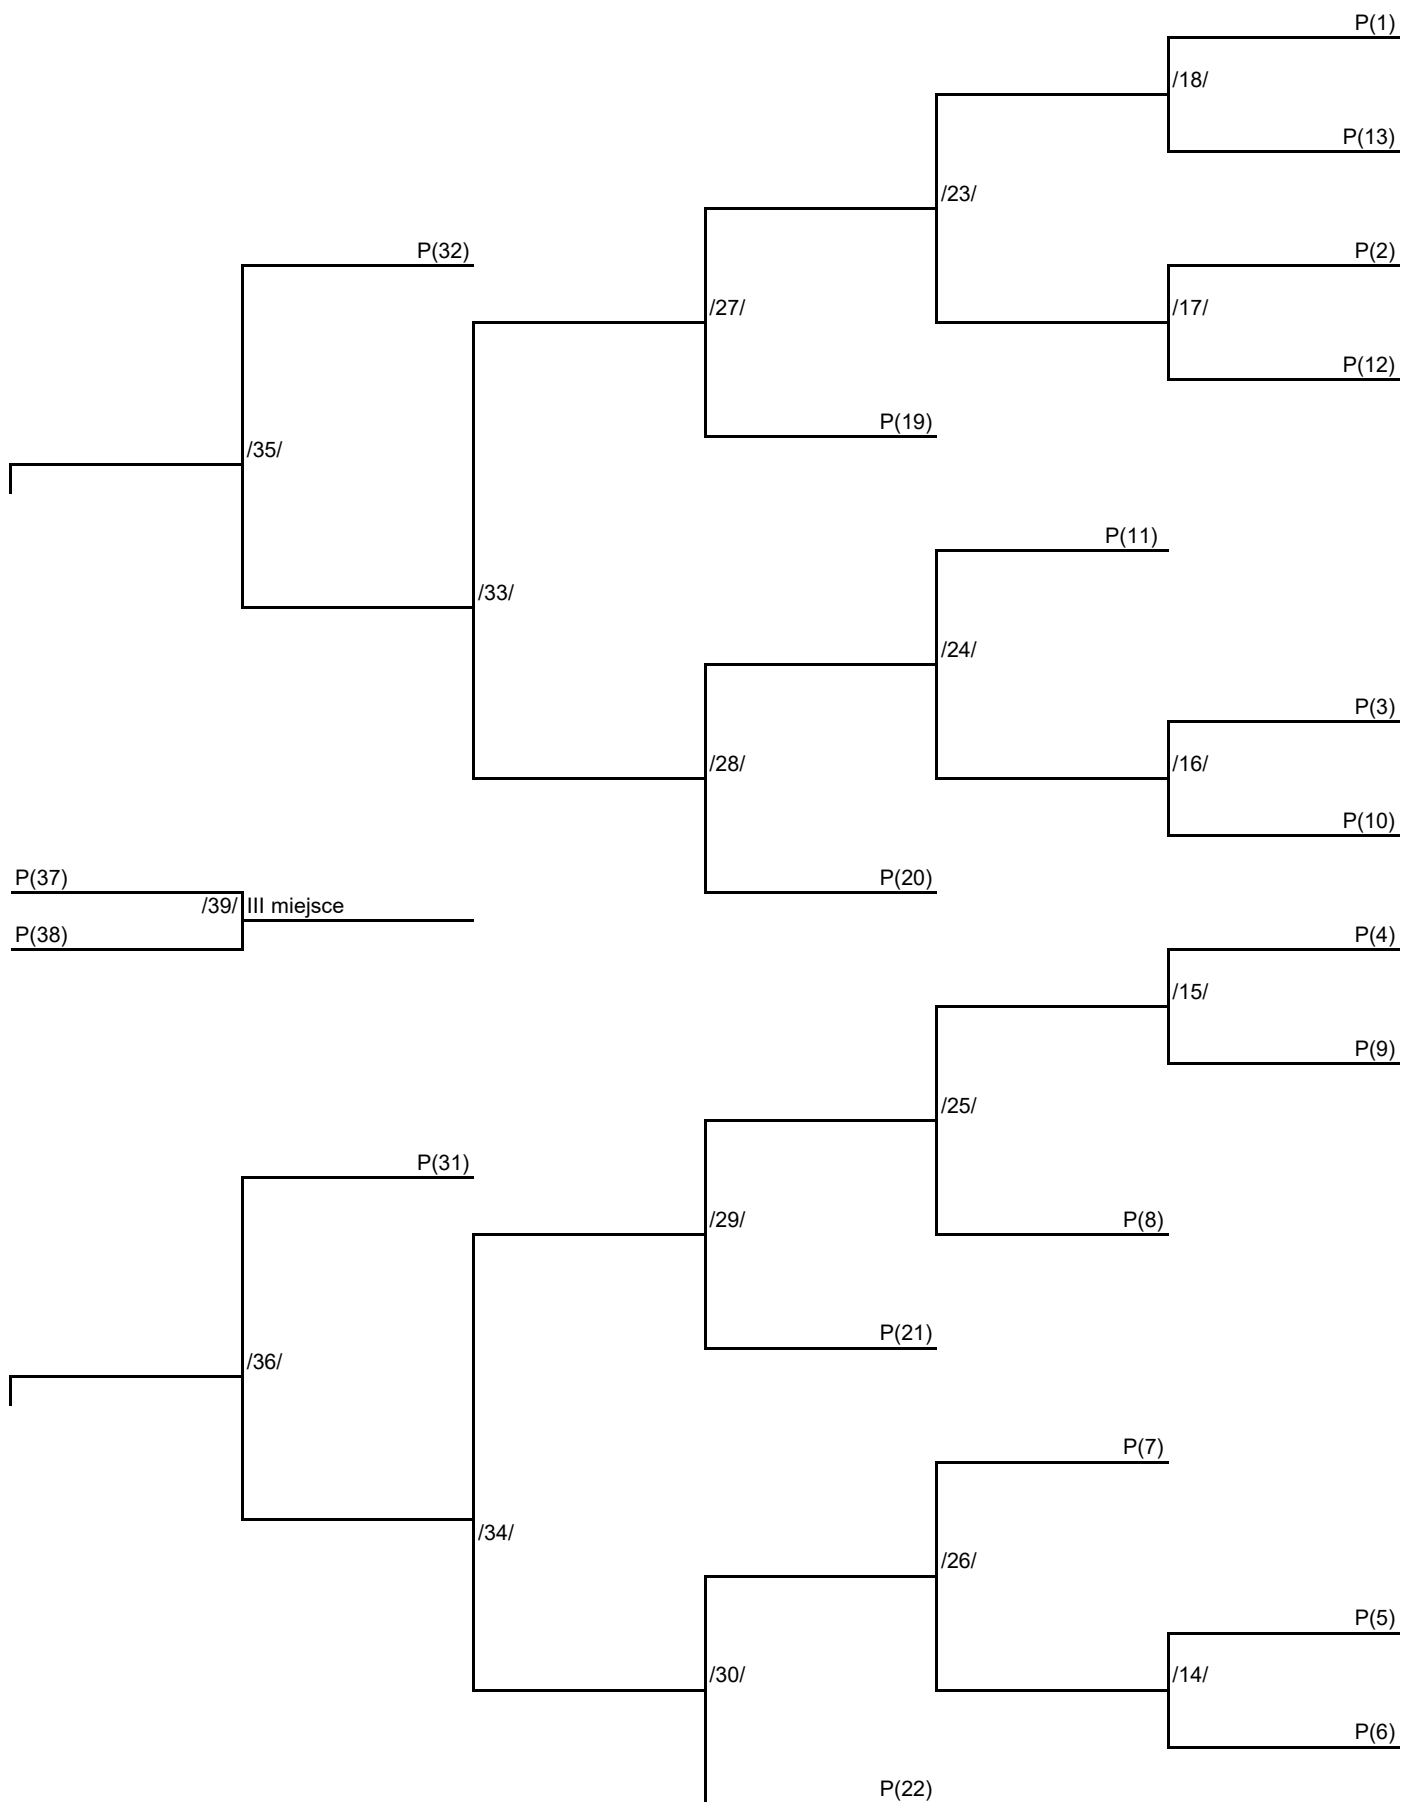 P(1)
/18/
P(13)
/23/
P(32)
P(2)
/27/
/17/
P(12)
P(19)
/35/
P(11)
/33/
/24/
P(3)
/28/
/16/
P(10)
P(37)
P(20)
/39/ III miejsce
P(38)
P(4)
/15/
P(9)
/25/
P(31)
/29/
P(8)
P(21)
/36/
P(7)
/34/
/26/
P(5)
/30/
/14/
P(6)
P(22)